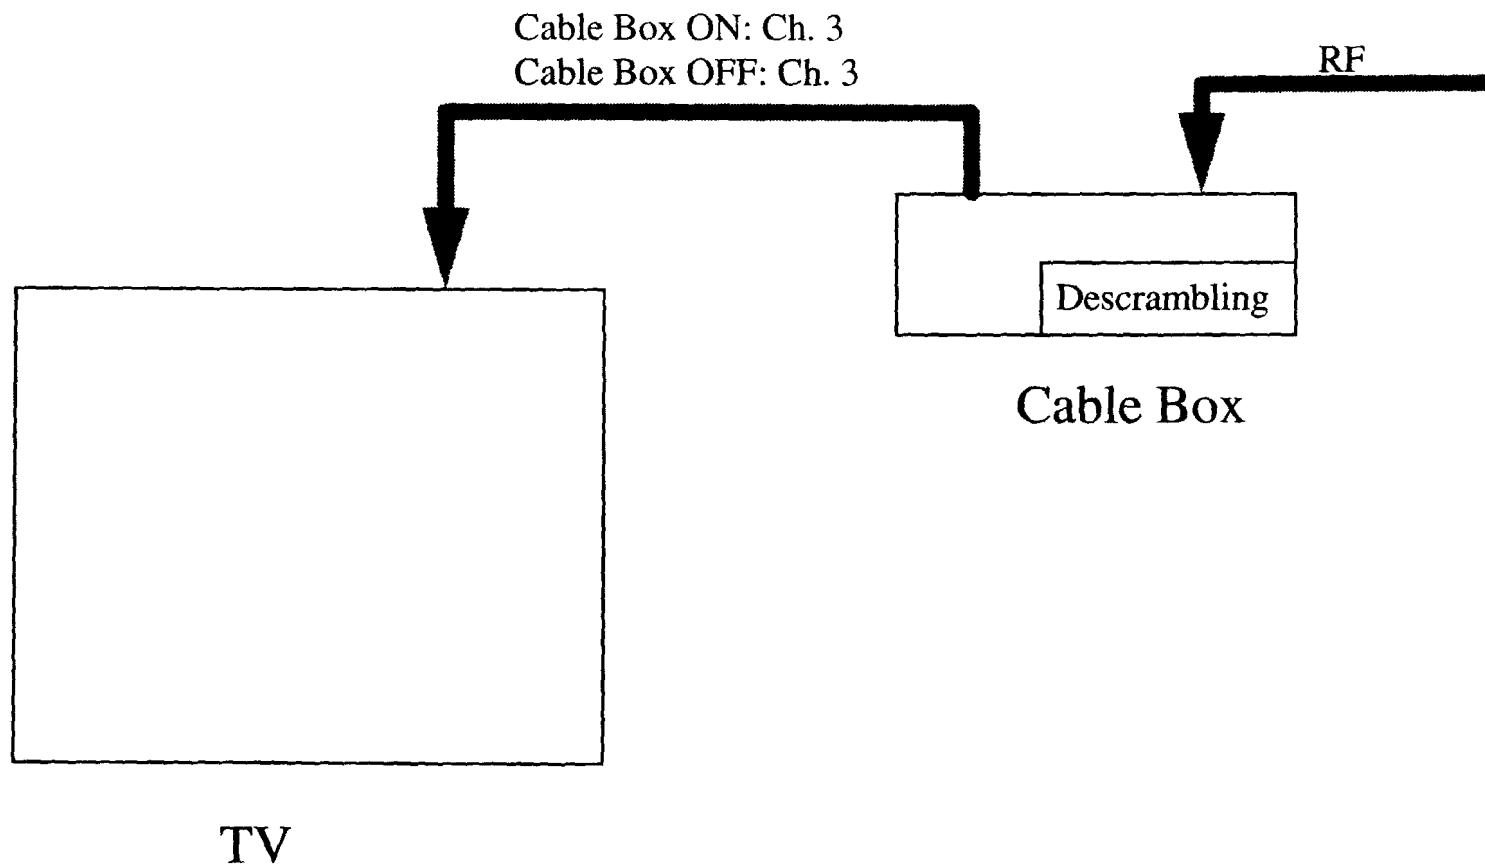 Cable Box ON: Ch. 3
Cable Box OFF: Ch. 3
RF
Descrambling
Cable Box
TV